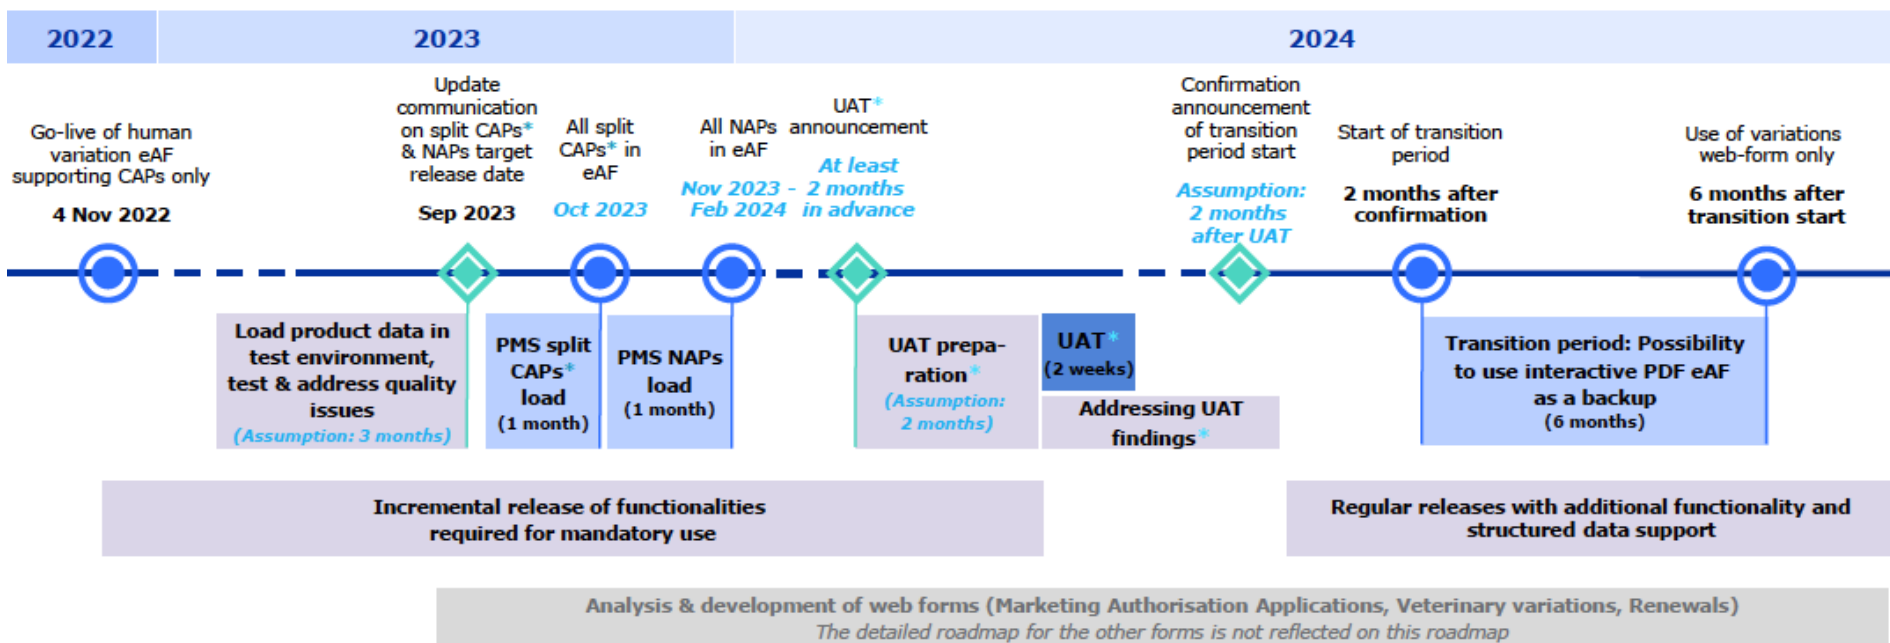 2022
2023
2024
Go-live of human
variation eAF
supporting CAPs only
4 Nov 2022
Update
communication
on split CAPs*
& NAPs target
release date
Sep 2023
All split
CAPs* in
eAF
Oct 2023
All NAPs
in eAF
Nov 2023 -
Feb 2024
UAT*
announcement
At least
2 months
in advance
Confirmation
announcement
of transition
period start
Assumption:
2 months
after UAT
Start of transition
period
2 months after
confirmation
Use of variations
web-form only
6 months after
transition start
Load product data in
test environment,
test & address quality
issues
(Assumption: 3 months)
PMS split
CAPs*
load
(1 month)
PMS NAPs
load
(1 month)
UAT prepa-
ration*
(Assumption:
2 months)
UAT*
(2 weeks)
Addressing UAT
findings*
Transition period: Possibility
to use interactive PDF eAF
as a backup
(6 months)
Incremental release of functionalities
required for mandatory use
Regular releases with additional functionality and
structured data support
Analysis & development of web forms (Marketing Authorisation Applications, Veterinary variations, Renewals)
The detailed roadmap for the other forms is not reflected on this roadmap